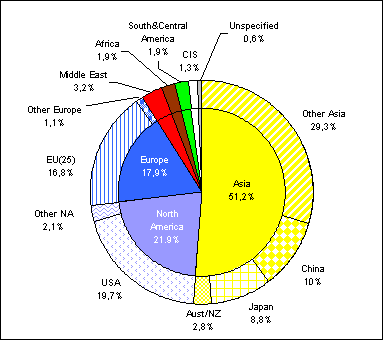 South&Central
America
1,9%
Unspecified
0,6%
Africa
1,9%
CIS
1,3%
Middle East
3,2%
Other Europe
1,1%
Other Asia
29,3%
EU(25)
16,8%
Europe
17,9%
Asia
51,2%
Other NA
2,1%
North
America
21,9%
China
10%
USA
19,7%
Aust/NZ
2,8%
Japan
8,8%